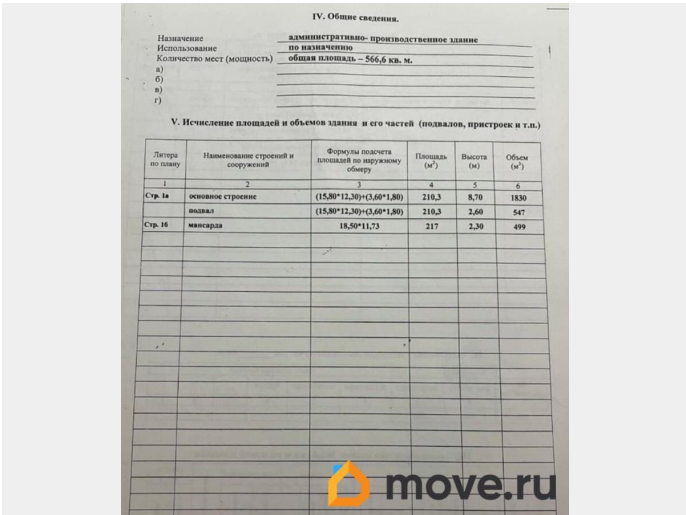 IV. Общие сведения.
Назначение административно- производственное здание
Использование по назначению
Количество мест (мощность) общая площадь – 566,6 кв. м.
а)
б)
в)
г)
V. Исчисление площадей и объемов здания и его частей (подвалов, пристроек и т.п.)
Литера по плану Наименование строений и сооружений Формулы подсчета площадей по наружному обмеру Площадь (м²) Высота (м) Объем (м³)
1 2 3 4 5 6
Стр. 1а основное строение (15,80*12,30)+(3,60*1,80) 210,3 8,70 1830
подвал (15,80*12,30)+(3,60*1,80) 210,3 2,60 547
Стр. 1б мансарда 18,50*11,73 217 2,30 499
move.ru